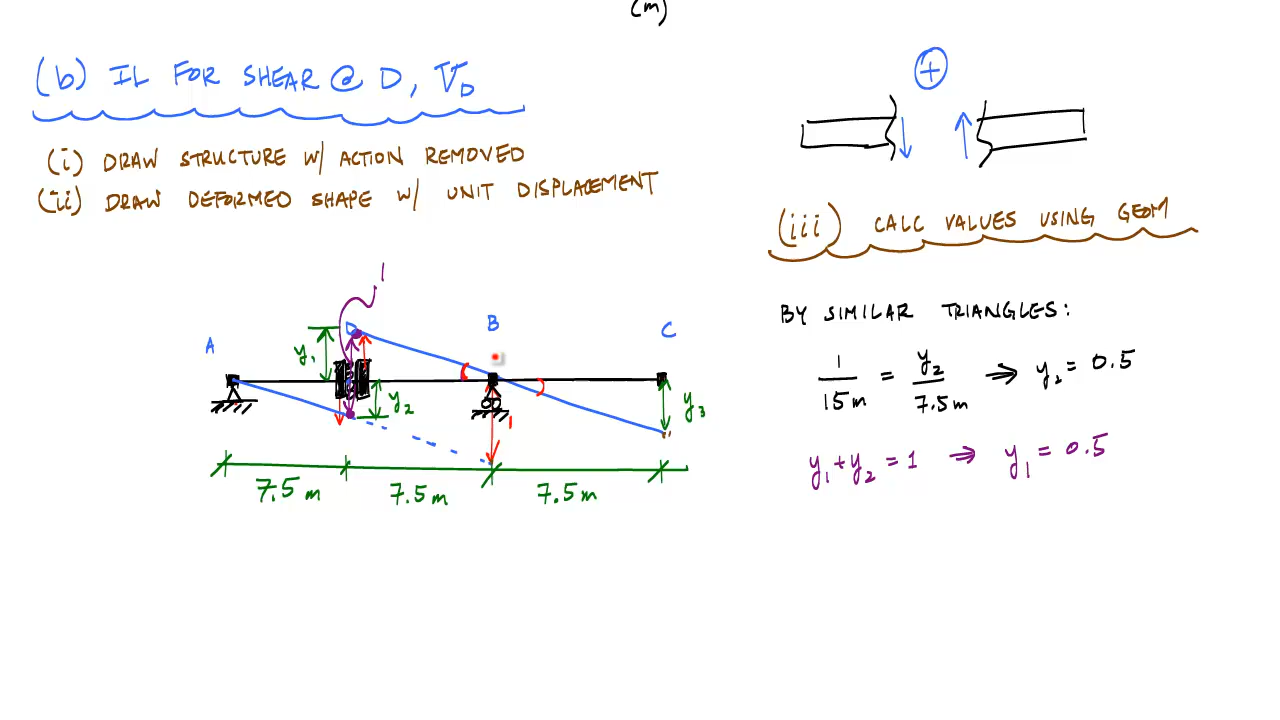 (m)
(b) IL FOR SHEAR @ D, V_D
(i) DRAW STRUCTURE W/ ACTION REMOVED
(ii) DRAW DEFORMED SHAPE W/ UNIT DISPLACEMENT
+
(iii) CALC VALUES USING GEOM
1
A
D
B
C
y₁
y₂
1
y₃
7.5 m
7.5 m
7.5 m
BY SIMILAR TRIANGLES:
1/15m = y₂/7.5m ⇒ y₂ = 0.5
y₁ + y₂ = 1 ⇒ y₁ = 0.5